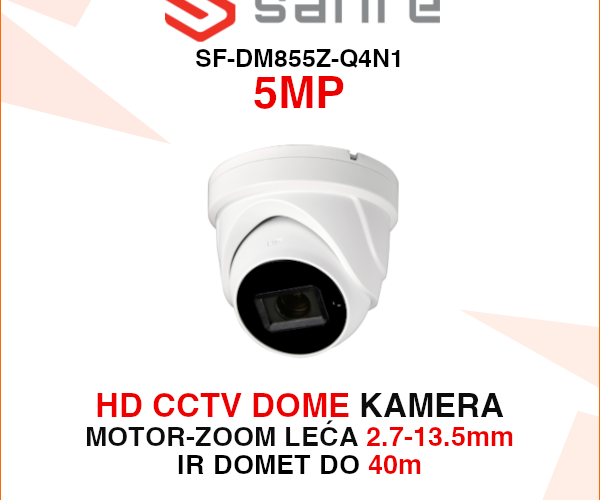 SF-DM855Z-Q4N1
5MP
HD CCTV DOME KAMERA
MOTOR-ZOOM LEĆA 2.7-13.5mm
IR DOMET DO 40m